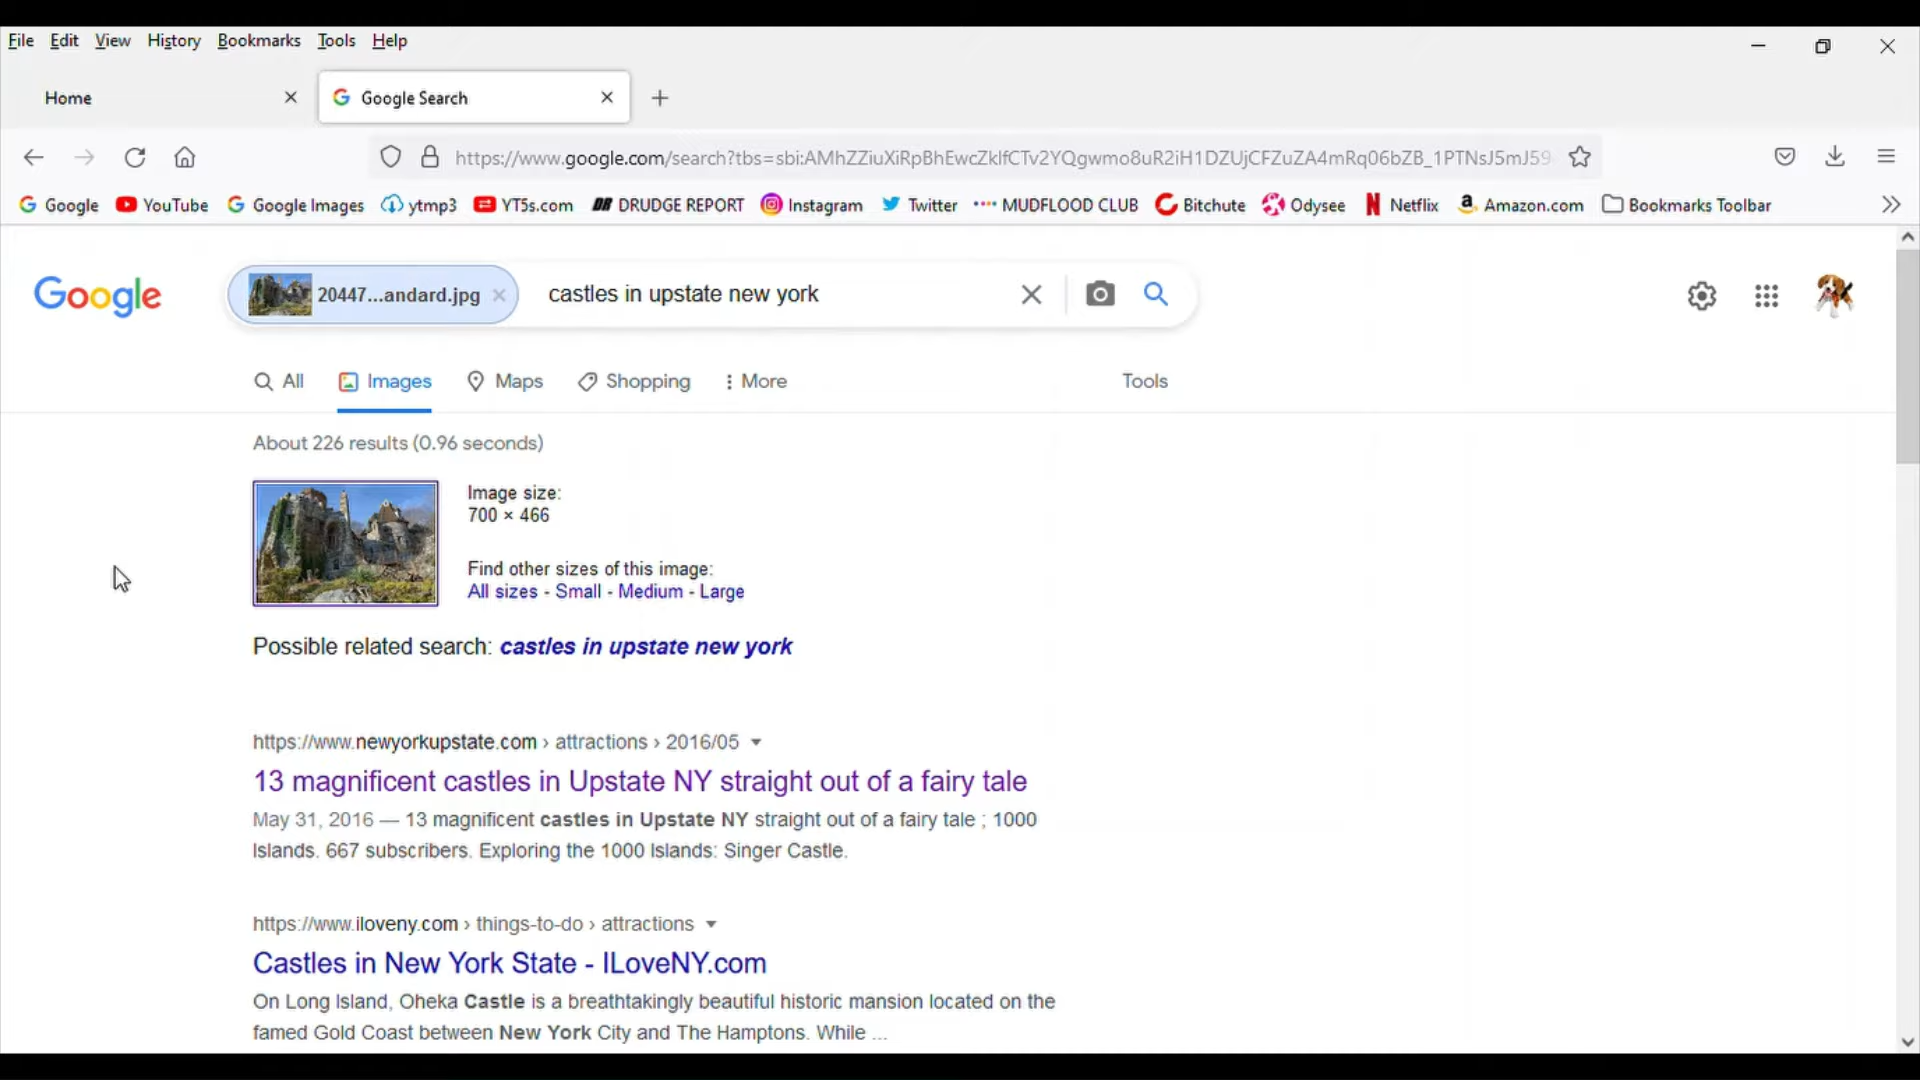 File Edit View History Bookmarks Tools Help
Home
Google Search
https://www.google.com/search?tbs=sbi:AMhZZiuXiRpBhEwcZklfCTv2YQgwmo8uR2iH1DZUjCFZuZA4mRq06bZB_1PTNsJ5mJ59
Google YouTube Google Images ytmp3 YT5s.com DRUDGE REPORT Instagram Twitter MUDFLOOD CLUB Bitchute Odysee Netflix Amazon.com Bookmarks Toolbar
Google 20447...andard.jpg castles in upstate new york
All Images Maps Shopping More Tools
About 226 results (0.96 seconds)
Image size:
700 × 466
Find other sizes of this image:
All sizes - Small - Medium - Large
Possible related search: castles in upstate new york
https://www.newyorkupstate.com › attractions › 2016/05
13 magnificent castles in Upstate NY straight out of a fairy tale
May 31, 2016 — 13 magnificent castles in Upstate NY straight out of a fairy tale ; 1000
Islands. 667 subscribers. Exploring the 1000 Islands: Singer Castle.
https://www.iloveny.com › things-to-do › attractions
Castles in New York State - ILoveNY.com
On Long Island, Oheka Castle is a breathtakingly beautiful historic mansion located on the
famed Gold Coast between New York City and The Hamptons. While ...